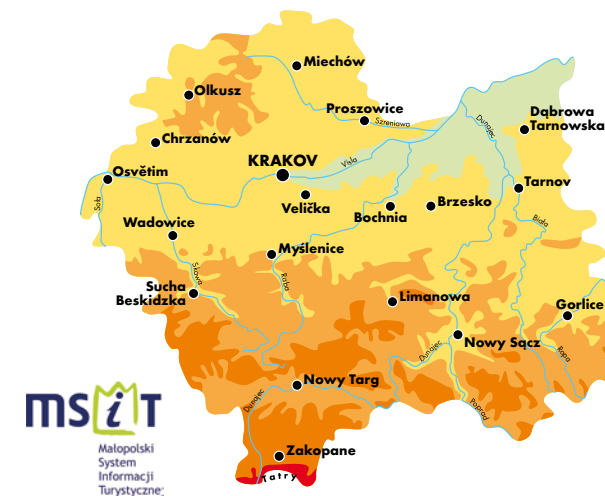 Miechów
Olkusz
Proszowice
Szreniowa
Dunajec
Dąbrowa
Tarnowska
Chrzanów
KRAKOV
Visla
Osvětim
Tarnov
Velička
Bochnia
Brzesko
Soła
Wadowice
Biała
Myślenice
Skawa
Raba
Sucha
Beskidzka
Limanowa
Gorlice
Nowy Sącz
Dunajec
Ropa
Nowy Targ
Dunajec
Poprad
msiT
Małopolski
System
Informacji
Turystycznej
Zakopane
Tatry